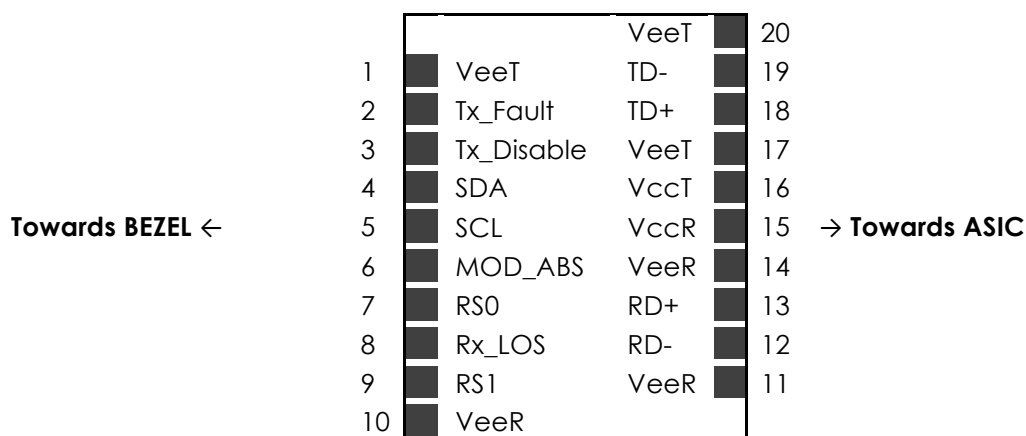 VeeT 20
1 VeeT TD- 19
2 Tx_Fault TD+ 18
3 Tx_Disable VeeT 17
4 SDA VccT 16
Towards BEZEL ← 5 SCL VccR 15 → Towards ASIC
6 MOD_ABS VeeR 14
7 RS0 RD+ 13
8 Rx_LOS RD- 12
9 RS1 VeeR 11
10 VeeR